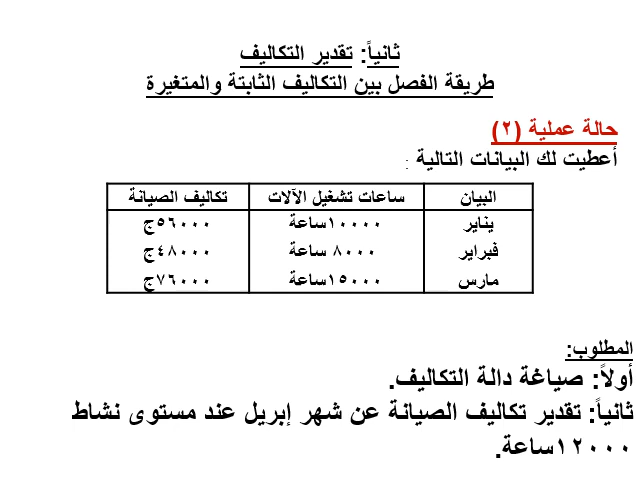 ثانياً: تقدير التكاليف
طريقة الفصل بين التكاليف الثابتة والمتغيرة
حالة عملية (٢)
أعطيت لك البيانات التالية :
البيان ساعات تشغيل الآلات تكاليف الصيانة
يناير ١٠٠٠٠ساعة ٥٦٠٠٠ج
فبراير ٨٠٠٠ ساعة ٤٨٠٠٠ج
مارس ١٥٠٠٠ساعة ٧٦٠٠٠ج
المطلوب:
أولاً: صياغة دالة التكاليف.
ثانياً: تقدير تكاليف الصيانة عن شهر إبريل عند مستوى نشاط
١٢٠٠٠ساعة.